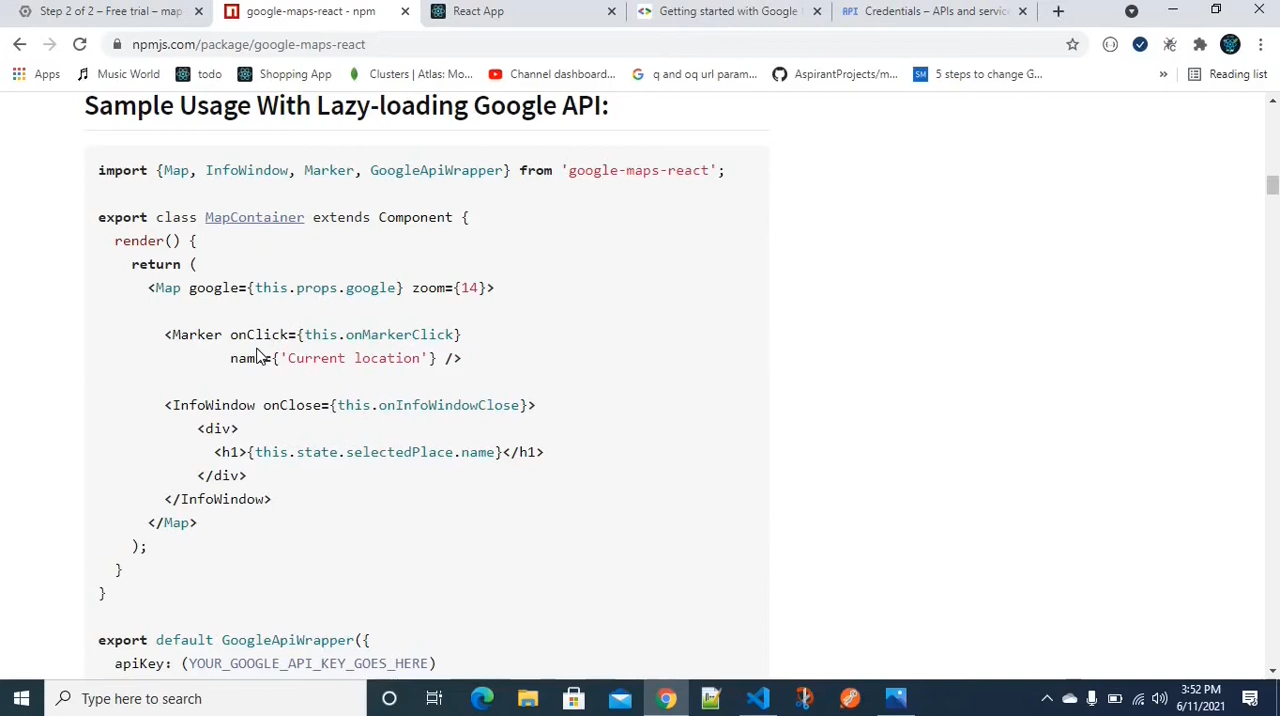 Step 2 of 2 – Free trial – map
google-maps-react - npm
React App
Getting started with Google
API Credentials – APIs and service
npmjs.com/package/google-maps-react
Apps
Music World
todo
Shopping App
Clusters | Atlas: Mo...
Channel dashboard...
q and oq url param...
AspirantProjects/m...
SM 5 steps to change G...
»
Reading list
Sample Usage With Lazy-loading Google API:
import {Map, InfoWindow, Marker, GoogleApiWrapper} from 'google-maps-react';
export class MapContainer extends Component {
render() {
return (
<Map google={this.props.google} zoom={14}>
<Marker onClick={this.onMarkerClick}
name={'Current location'} />
<InfoWindow onClose={this.onInfoWindowClose}>
<div>
<h1>{this.state.selectedPlace.name}</h1>
</div>
</InfoWindow>
</Map>
);
}
}
export default GoogleApiWrapper({
apiKey: (YOUR_GOOGLE_API_KEY_GOES_HERE)
Type here to search
3:52 PM
6/11/2021